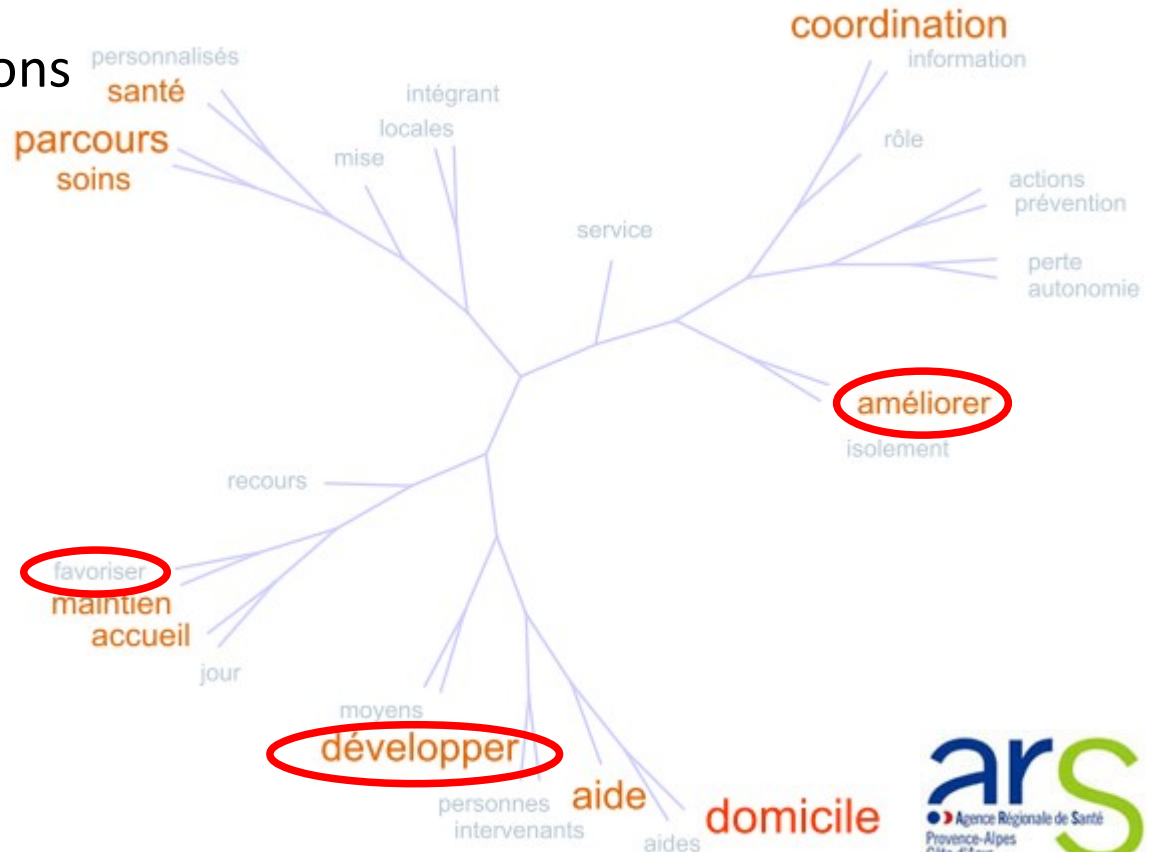 ons
coordination
personnalisés
information
santé
intégrant
parcours
locales
rôle
mise
soins
actions
prévention
service
perte
autonomie
améliorer
isolement
recours
favoriser
maintien
accueil
jour
moyens
développer
personnes
aide
domicile
intervenants
aides
ars
Agence Régionale de Santé
Provence-Alpes